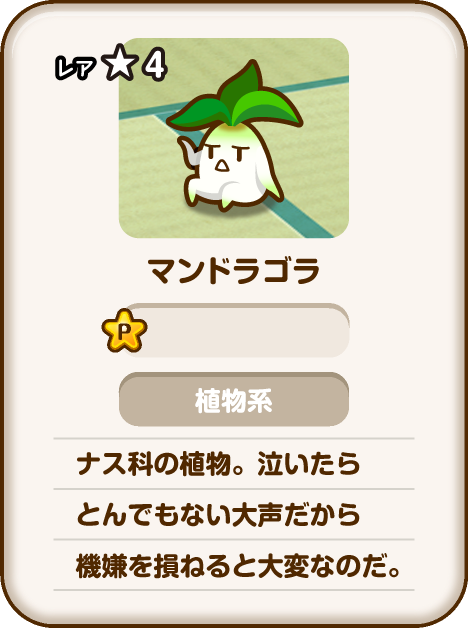 レア★4
マンドラゴラ
P
植物系
ナス科の植物。泣いたら
とんでもない大声だから
機嫌を損ねると大変なのだ。